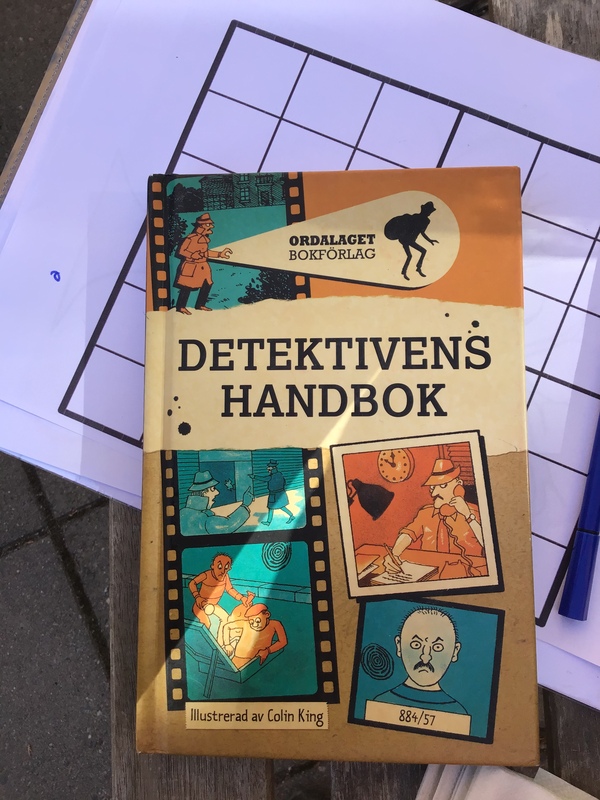 ORDALAGET
BOKFÖRLAG
DETEKTIVENS
HANDBOK
Illustrerad av Colin King
884/57